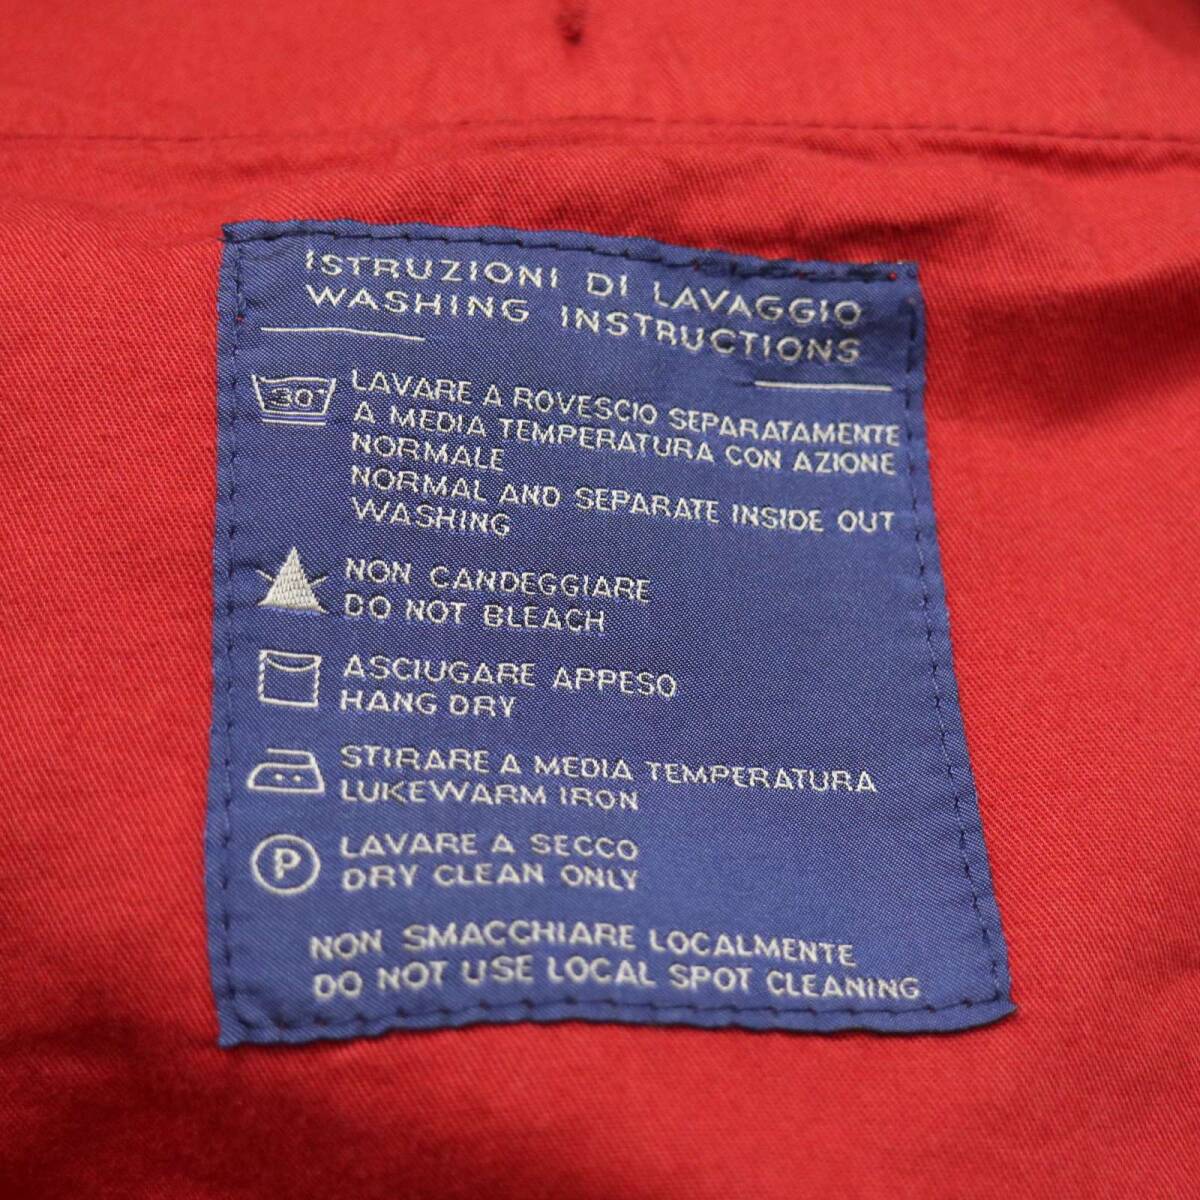 ISTRUZIONI DI LAVAGGIO
WASHING INSTRUCTIONS
30°
LAVARE A ROVESCIO SEPARATAMENTE
A MEDIA TEMPERATURA CON AZIONE
NORMALE
NORMAL AND SEPARATE INSIDE OUT
WASHING
NON CANDEGGIARE
DO NOT BLEACH
ASCIUGARE APPESO
HANG DRY
STIRARE A MEDIA TEMPERATURA
LUKEWARM IRON
P
LAVARE A SECCO
DRY CLEAN ONLY
NON SMACCHIARE LOCALMENTE
DO NOT USE LOCAL SPOT CLEANING